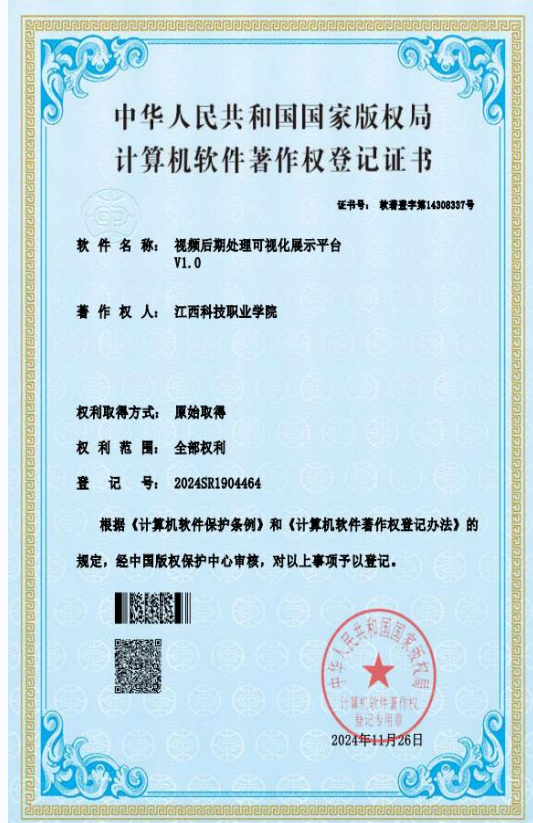 中华人民共和国国家版权局
计算机软件著作权登记证书
证书号: 软著登字第14308337号
软件名称: 视频后期处理可视化展示平台
V1.0
著作权人: 江西科技职业学院
权利取得方式: 原始取得
权利范围: 全部权利
登记号: 2024SR1904464
根据《计算机软件保护条例》和《计算机软件著作权登记办法》的
规定,经中国版权保护中心审核,对以上事项予以登记。
中华人民共和国国家版权局
计算机软件著作权
登记专用章
2024年11月26日